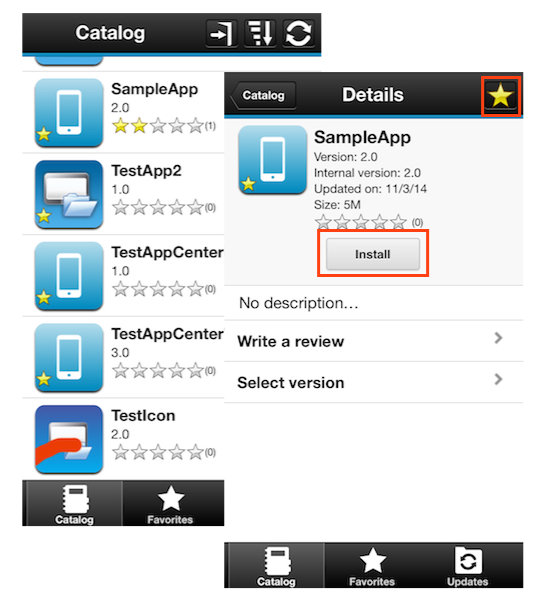 Catalog
SampleApp
2.0
(1)
TestApp2
1.0
(0)
TestAppCenter
1.0
(0)
TestAppCenter
3.0
(0)
TestIcon
2.0
(0)
Catalog
Favorites
Catalog
Details
SampleApp
Version: 2.0
Internal version: 2.0
Updated on: 11/3/14
Size: 5M
(0)
Install
No description...
Write a review
Select version
Catalog
Favorites
Updates